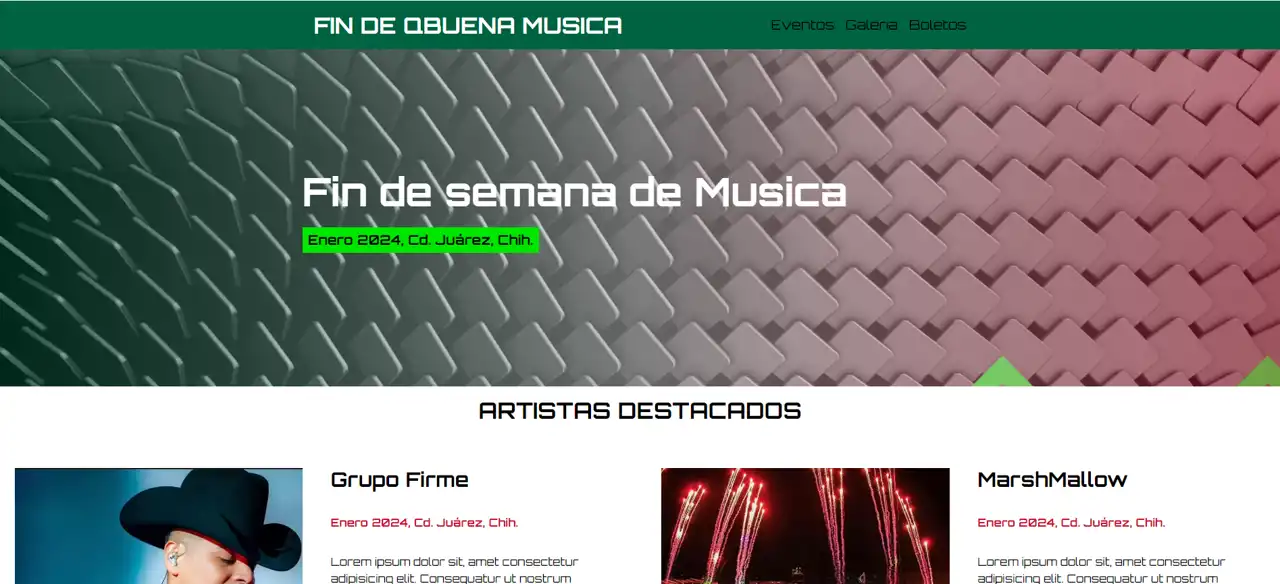 FIN DE QBUENA MUSICA
Eventos Galeria Boletos
Fin de semana de Musica
Enero 2024, Cd. Juárez, Chih.
ARTISTAS DESTACADOS
Grupo Firme
Enero 2024, Cd. Juárez, Chih.
Lorem ipsum dolor sit, amet consectetur
adipisicing elit. Consequatur ut nostrum
MarshMallow
Enero 2024, Cd. Juárez, Chih.
Lorem ipsum dolor sit, amet consectetur
adipisicing elit. Consequatur ut nostrum